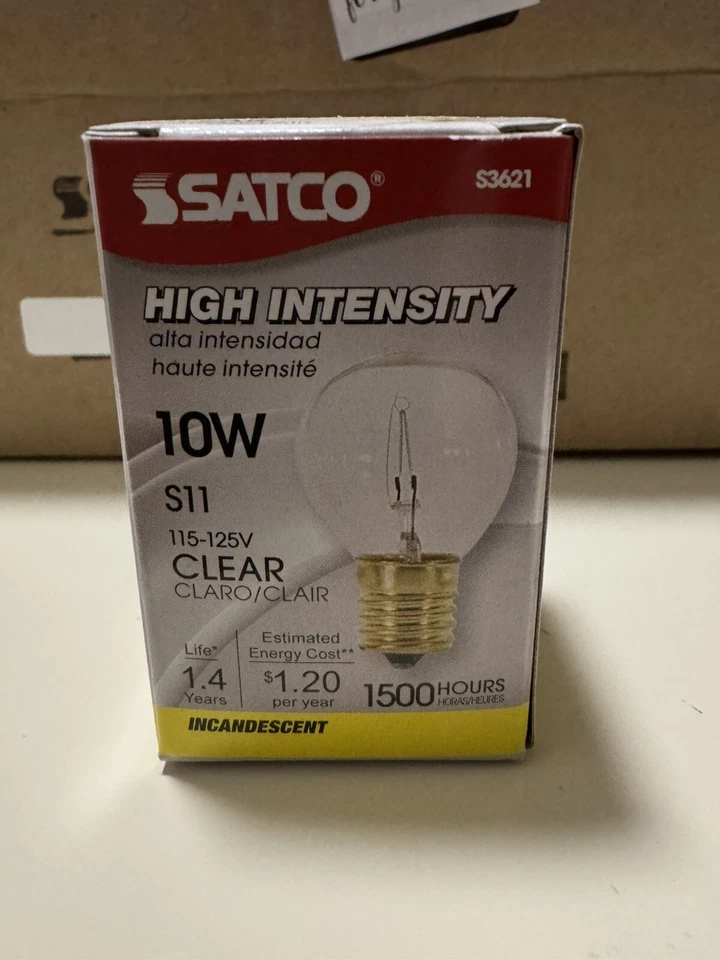 SATCO®
S3621
HIGH INTENSITY
alta intensidad
haute intensité
10W
S11
115-125V
CLEAR
CLARO/CLAIR
Life*
1.4
Years
Estimated
Energy Cost**
$1.20
per year
1500 HOURS
HORAS/HEURES
INCANDESCENT